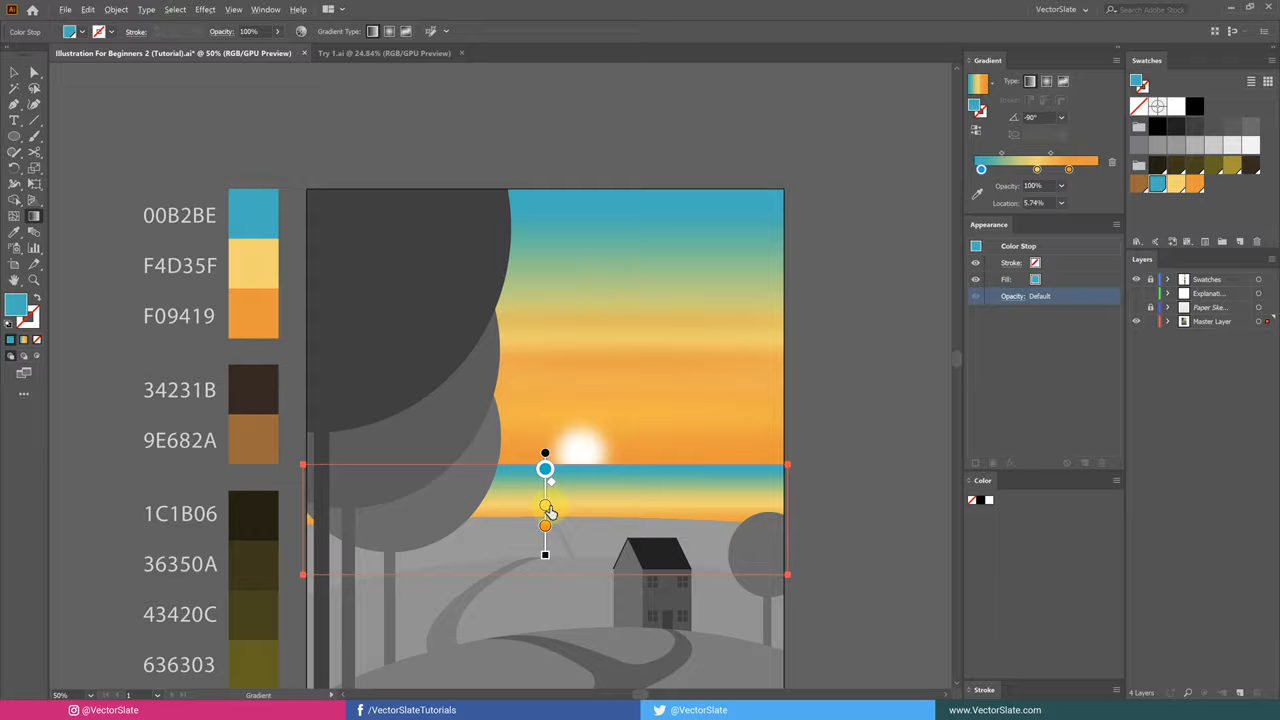 File Edit Object Type Select Effect View Window Help
VectorSlate
Search Adobe Stock
Color Stop
Stroke:
Opacity: 100%
Gradient Type:
Illustration For Beginners 2 (Tutorial).ai* @ 50% (RGB/GPU Preview) ×
Try 1.ai @ 24.84% (RGB/GPU Preview) ×
Gradient
Type:
Stroke:
-90°
Opacity: 100%
Location: 5.74%
Appearance
Color Stop
Stroke:
Fill:
Opacity: Default
Color
Stroke
Swatches
Layers
Swatches
Explanati...
Paper Ske...
Master Layer
4 Layers
00B2BE
F4D35F
F09419
34231B
9E682A
1C1B06
36350A
43420C
636303
50%
1
Gradient
@VectorSlate
/VectorSlateTutorials
@VectorSlate
www.VectorSlate.com